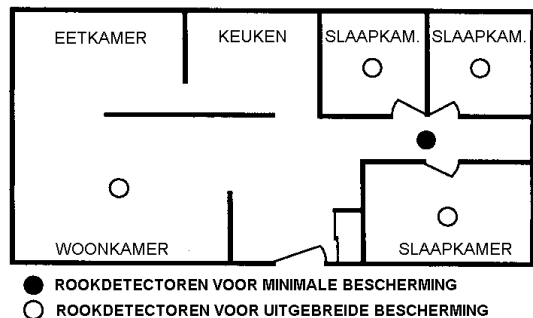 EETKAMER
KEUKEN
SLAAPKAM.
SLAAPKAM.
WOONKAMER
SLAAPKAMER
ROOKDETECTOREN VOOR MINIMALE BESCHERMING
ROOKDETECTOREN VOOR UITGEBREIDE BESCHERMING